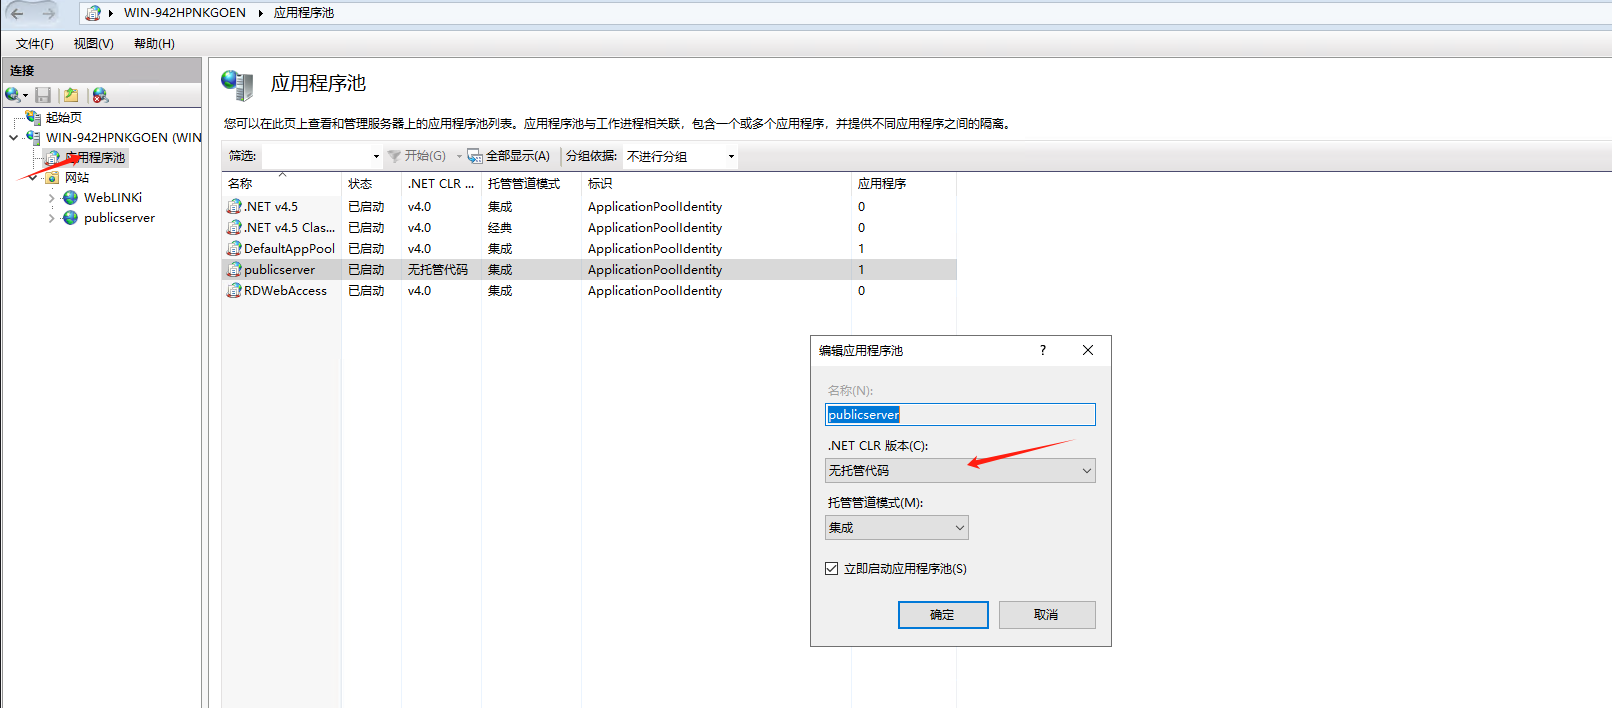 WIN-942HPNKGOEN 应用程序池
文件(F) 视图(V) 帮助(H)
连接
起始页
WIN-942HPNKGOEN (WIN
应用程序池
网站
WebLINKi
publicserver
应用程序池
您可以在此页上查看和管理服务器上的应用程序池列表。应用程序池与工作进程相关联，包含一个或多个应用程序，并提供不同应用程序之间的隔离。
筛选: 开始(G) 全部显示(A) 分组依据: 不进行分组
名称 状态 .NET CLR ... 托管管道模式 标识 应用程序
.NET v4.5 已启动 v4.0 集成 ApplicationPoolIdentity 0
.NET v4.5 Clas... 已启动 v4.0 经典 ApplicationPoolIdentity 0
DefaultAppPool 已启动 v4.0 集成 ApplicationPoolIdentity 1
publicserver 已启动 无托管代码 集成 ApplicationPoolIdentity 1
RDWebAccess 已启动 v4.0 集成 ApplicationPoolIdentity 0
编辑应用程序池 ?
名称(N):
publicserver
.NET CLR 版本(C):
无托管代码
托管管道模式(M):
集成
立即启动应用程序池(S)
确定 取消